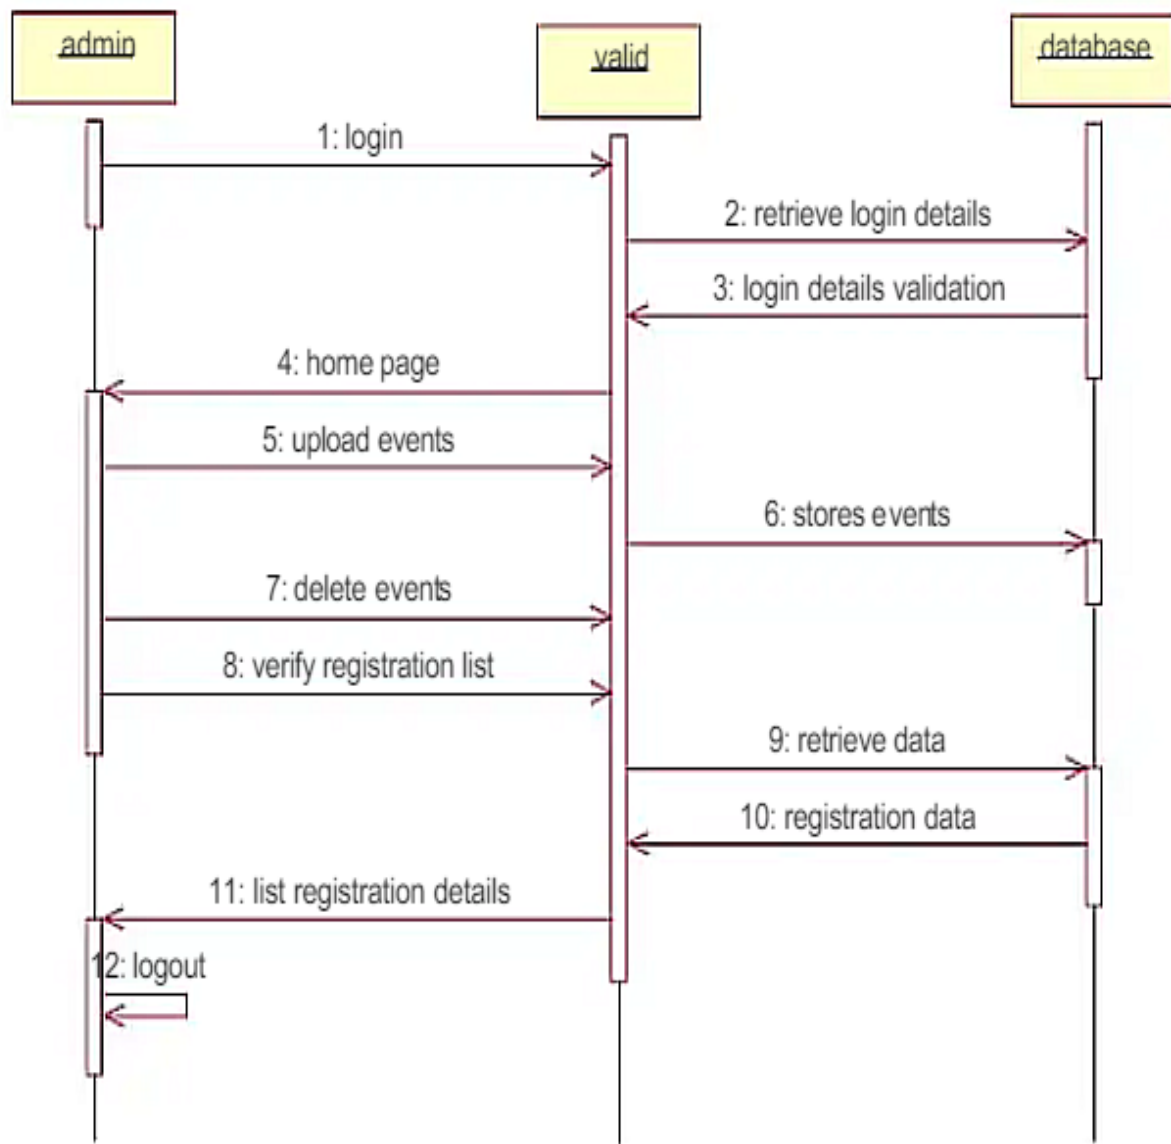 admin
valid
database
1: login
2: retrieve login details
3: login details validation
4: home page
5: upload events
6: stores events
7: delete events
8: verify registration list
9: retrieve data
10: registration data
11: list registration details
12: logout